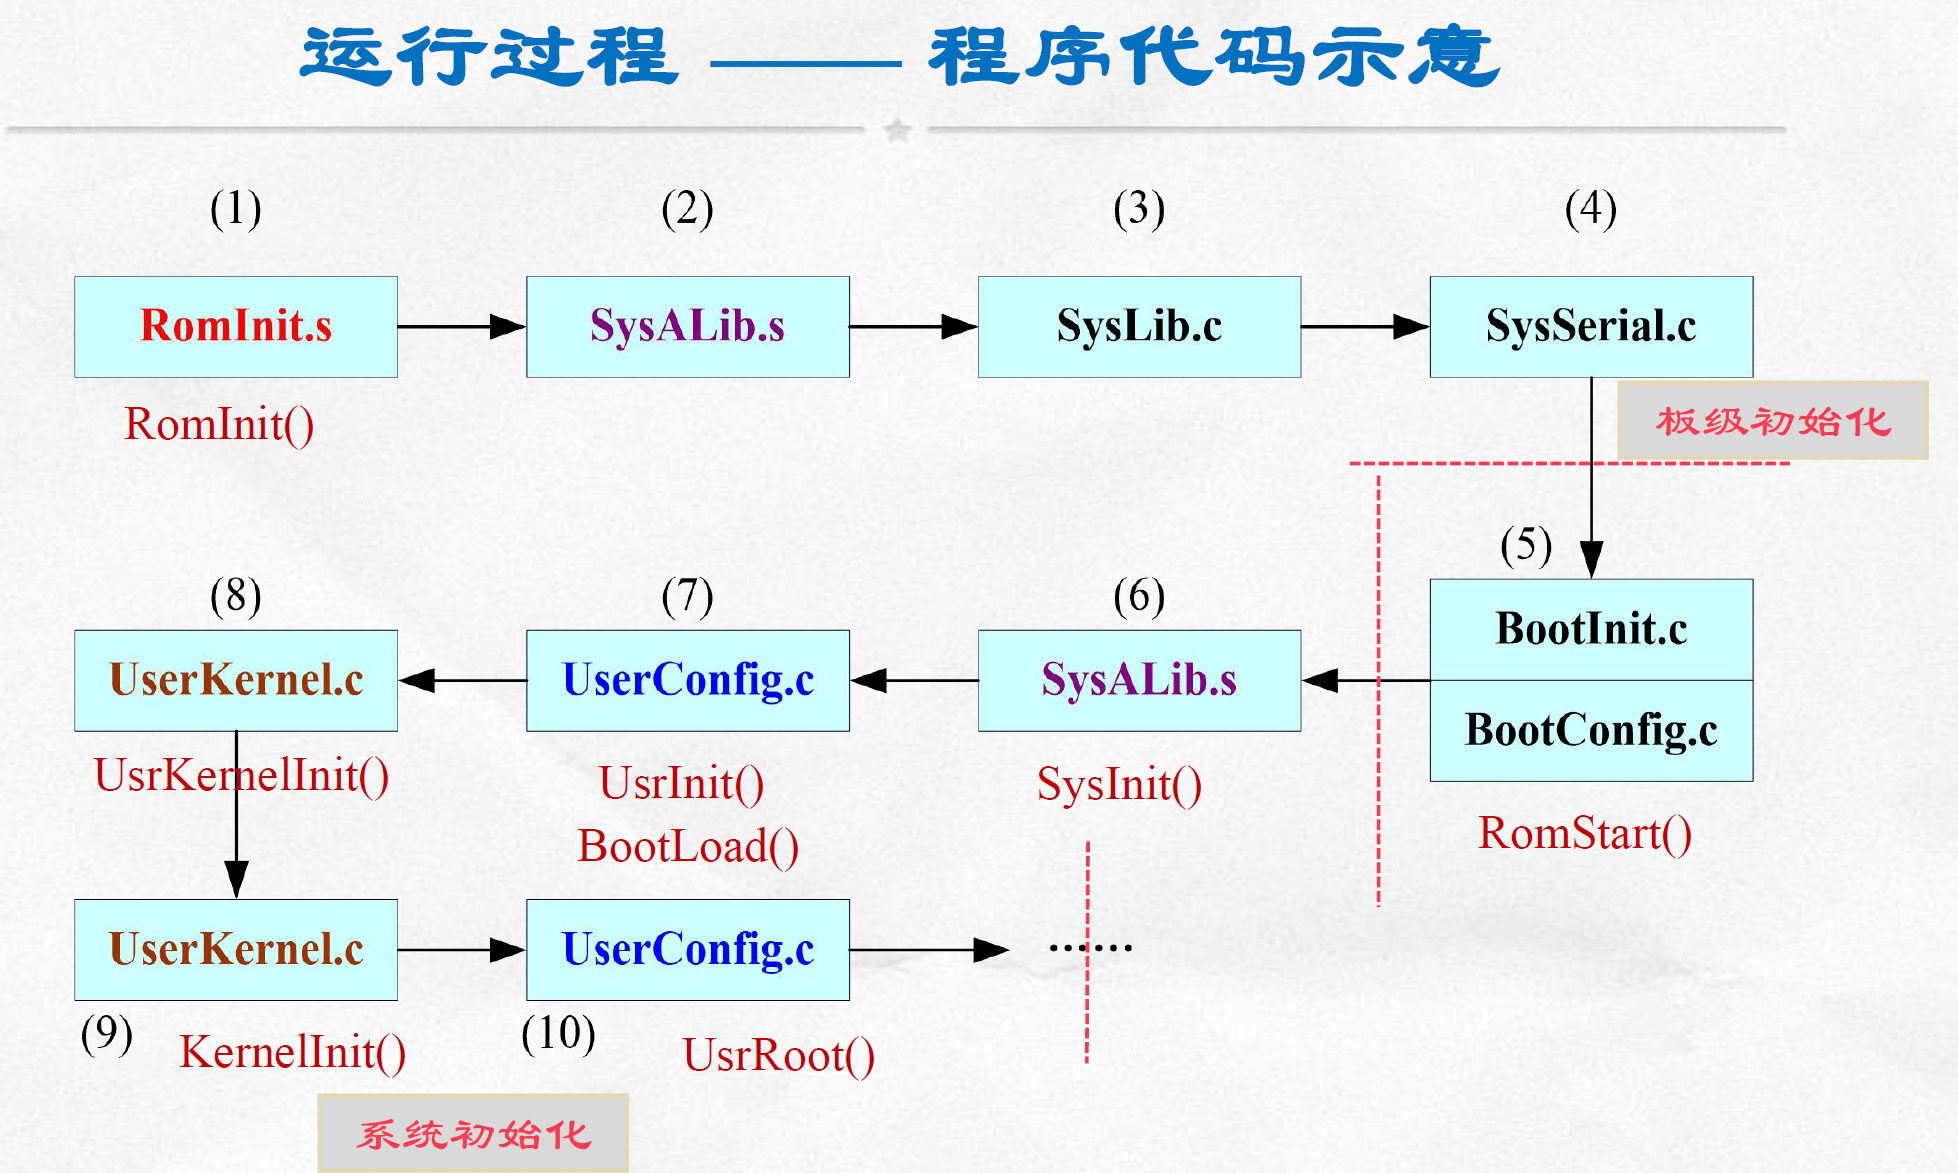 运行过程 —— 程序代码示意
(1)
(2)
(3)
(4)
RomInit.s
SysALib.s
SysLib.c
SysSerial.c
RomInit()
板级初始化
(5)
(8)
(7)
(6)
BootInit.c
UserKernel.c
UserConfig.c
SysALib.s
BootConfig.c
UsrKernelInit()
UsrInit()
SysInit()
BootLoad()
RomStart()
UserKernel.c
UserConfig.c
······
(9)
KernelInit()
(10)
UsrRoot()
系统初始化